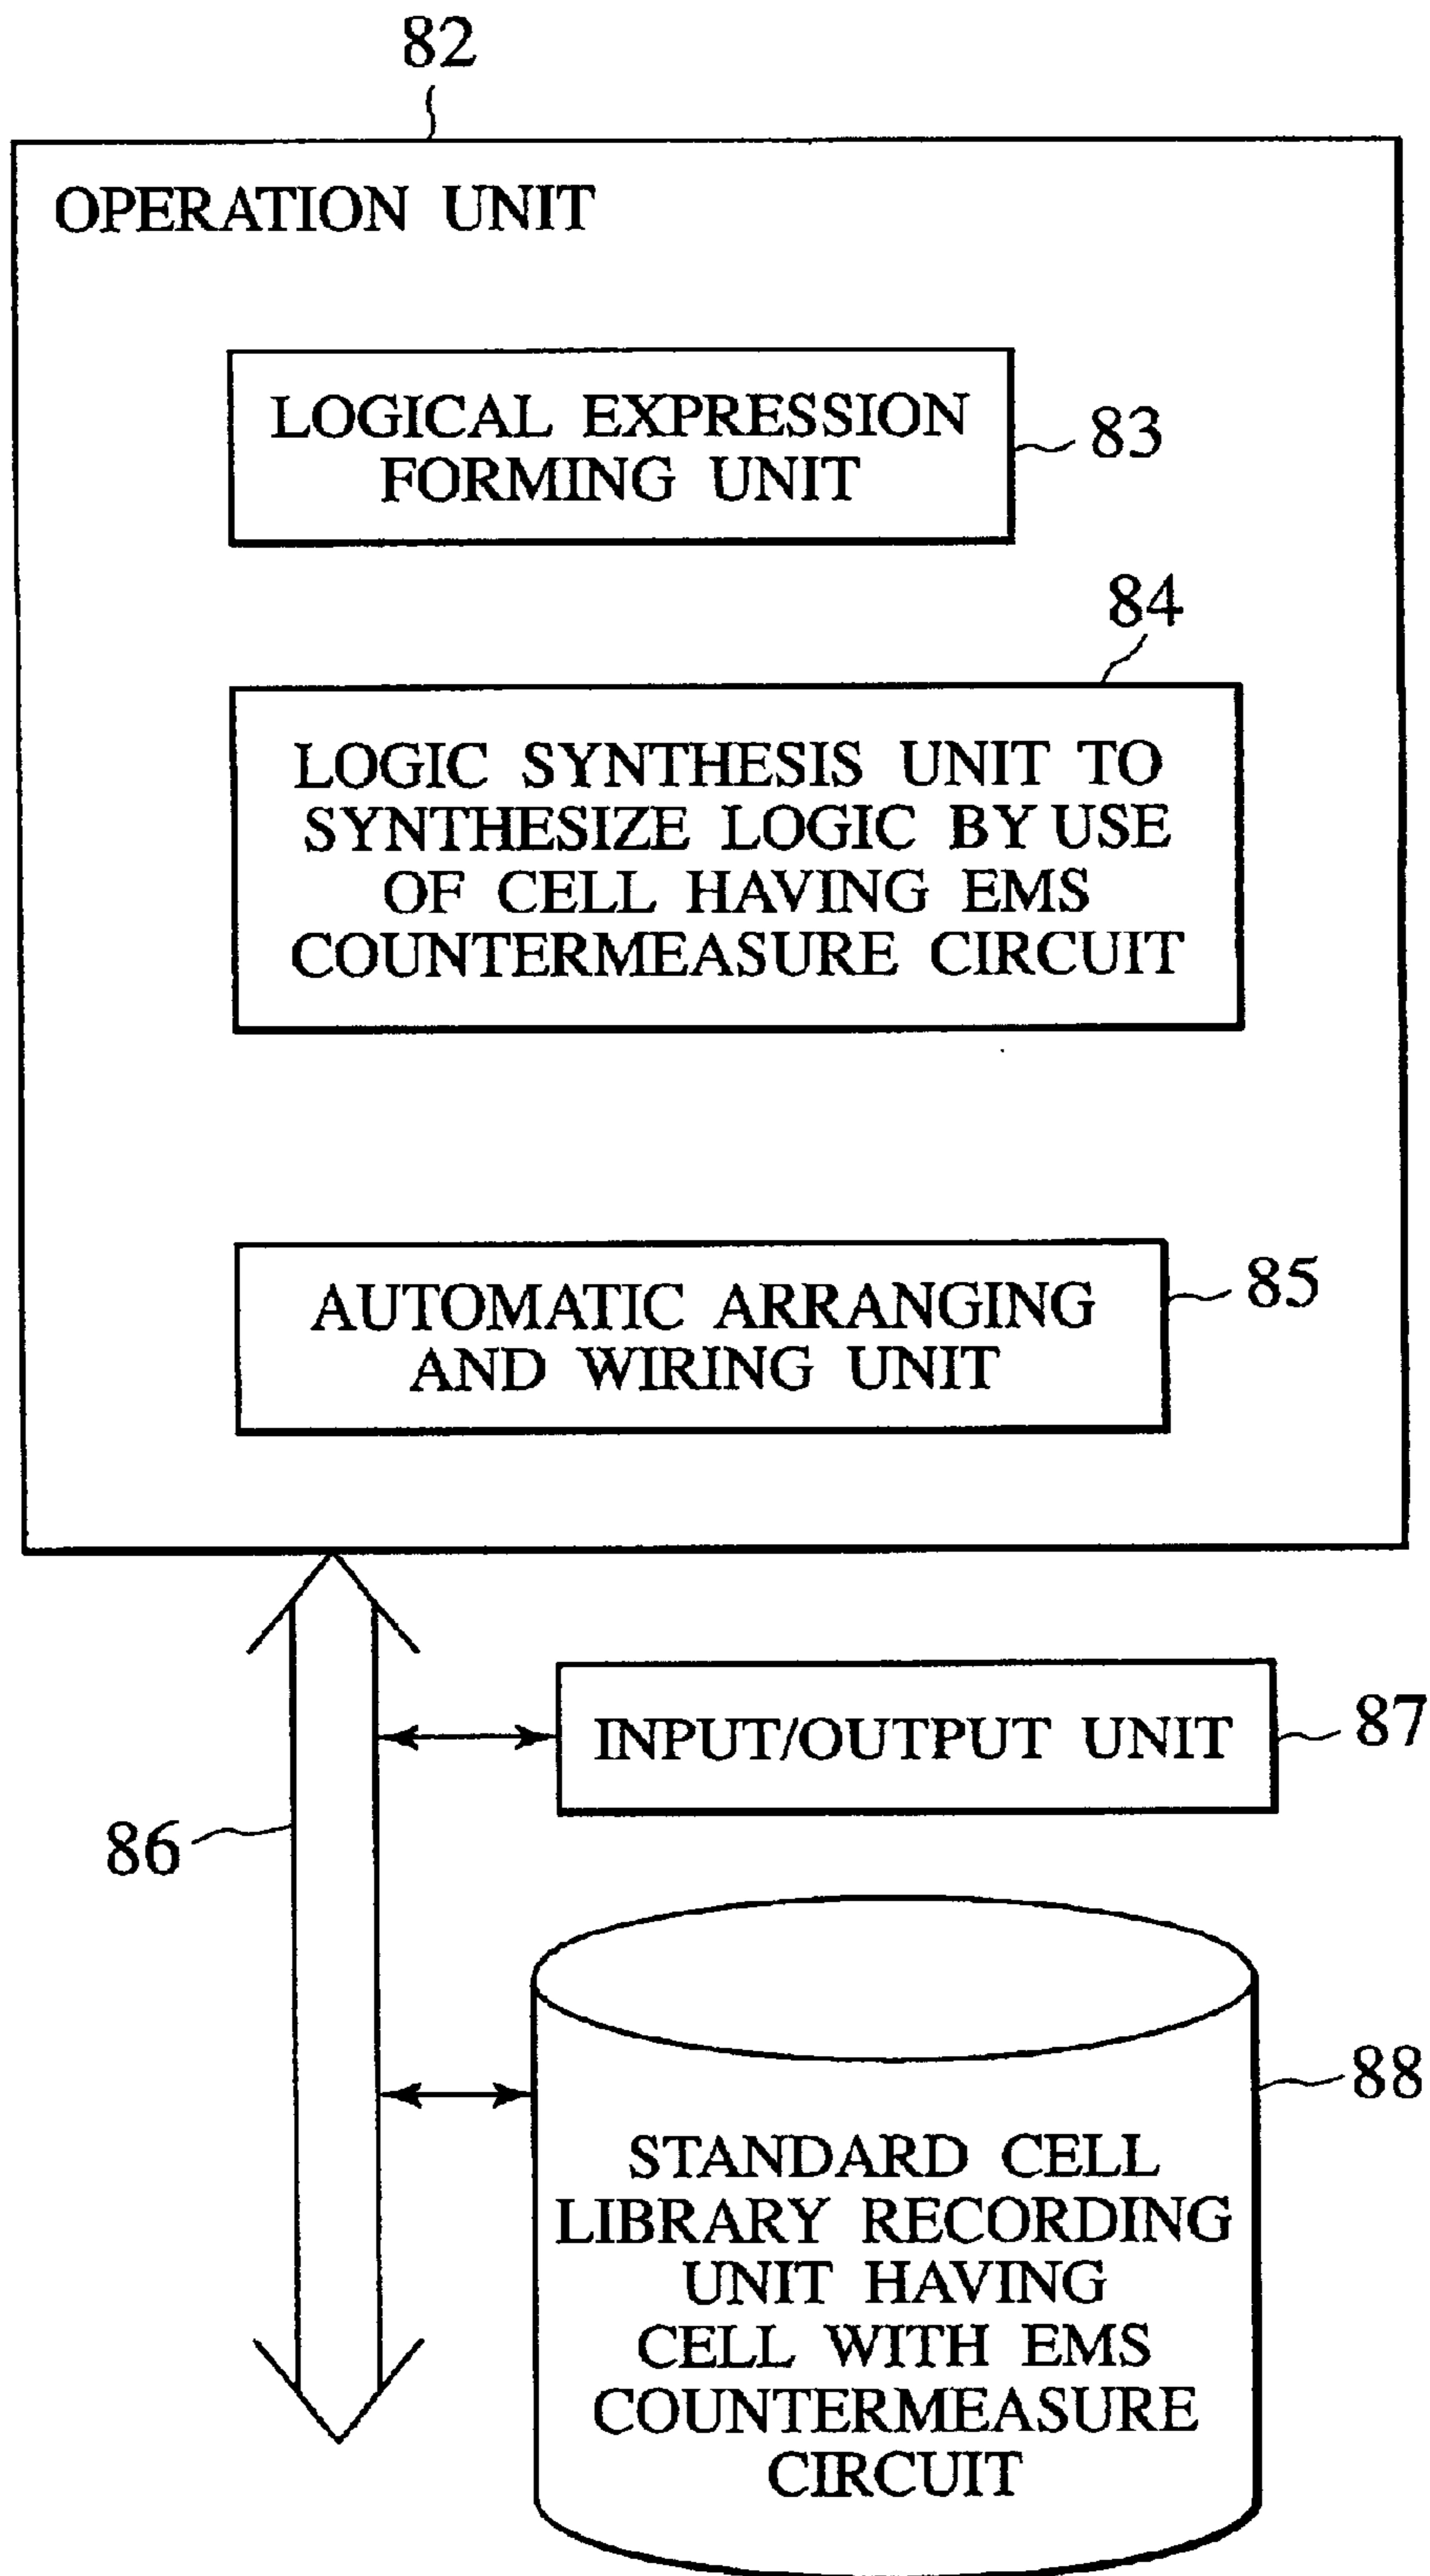 82
OPERATION UNIT
LOGICAL EXPRESSION
FORMING UNIT
83
84
LOGIC SYNTHESIS UNIT TO
SYNTHESIZE LOGIC BY USE
OF CELL HAVING EMS
COUNTERMEASURE CIRCUIT
AUTOMATIC ARRANGING
AND WIRING UNIT
85
INPUT/OUTPUT UNIT
87
86
88
STANDARD CELL
LIBRARY RECORDING
UNIT HAVING
CELL WITH EMS
COUNTERMEASURE
CIRCUIT